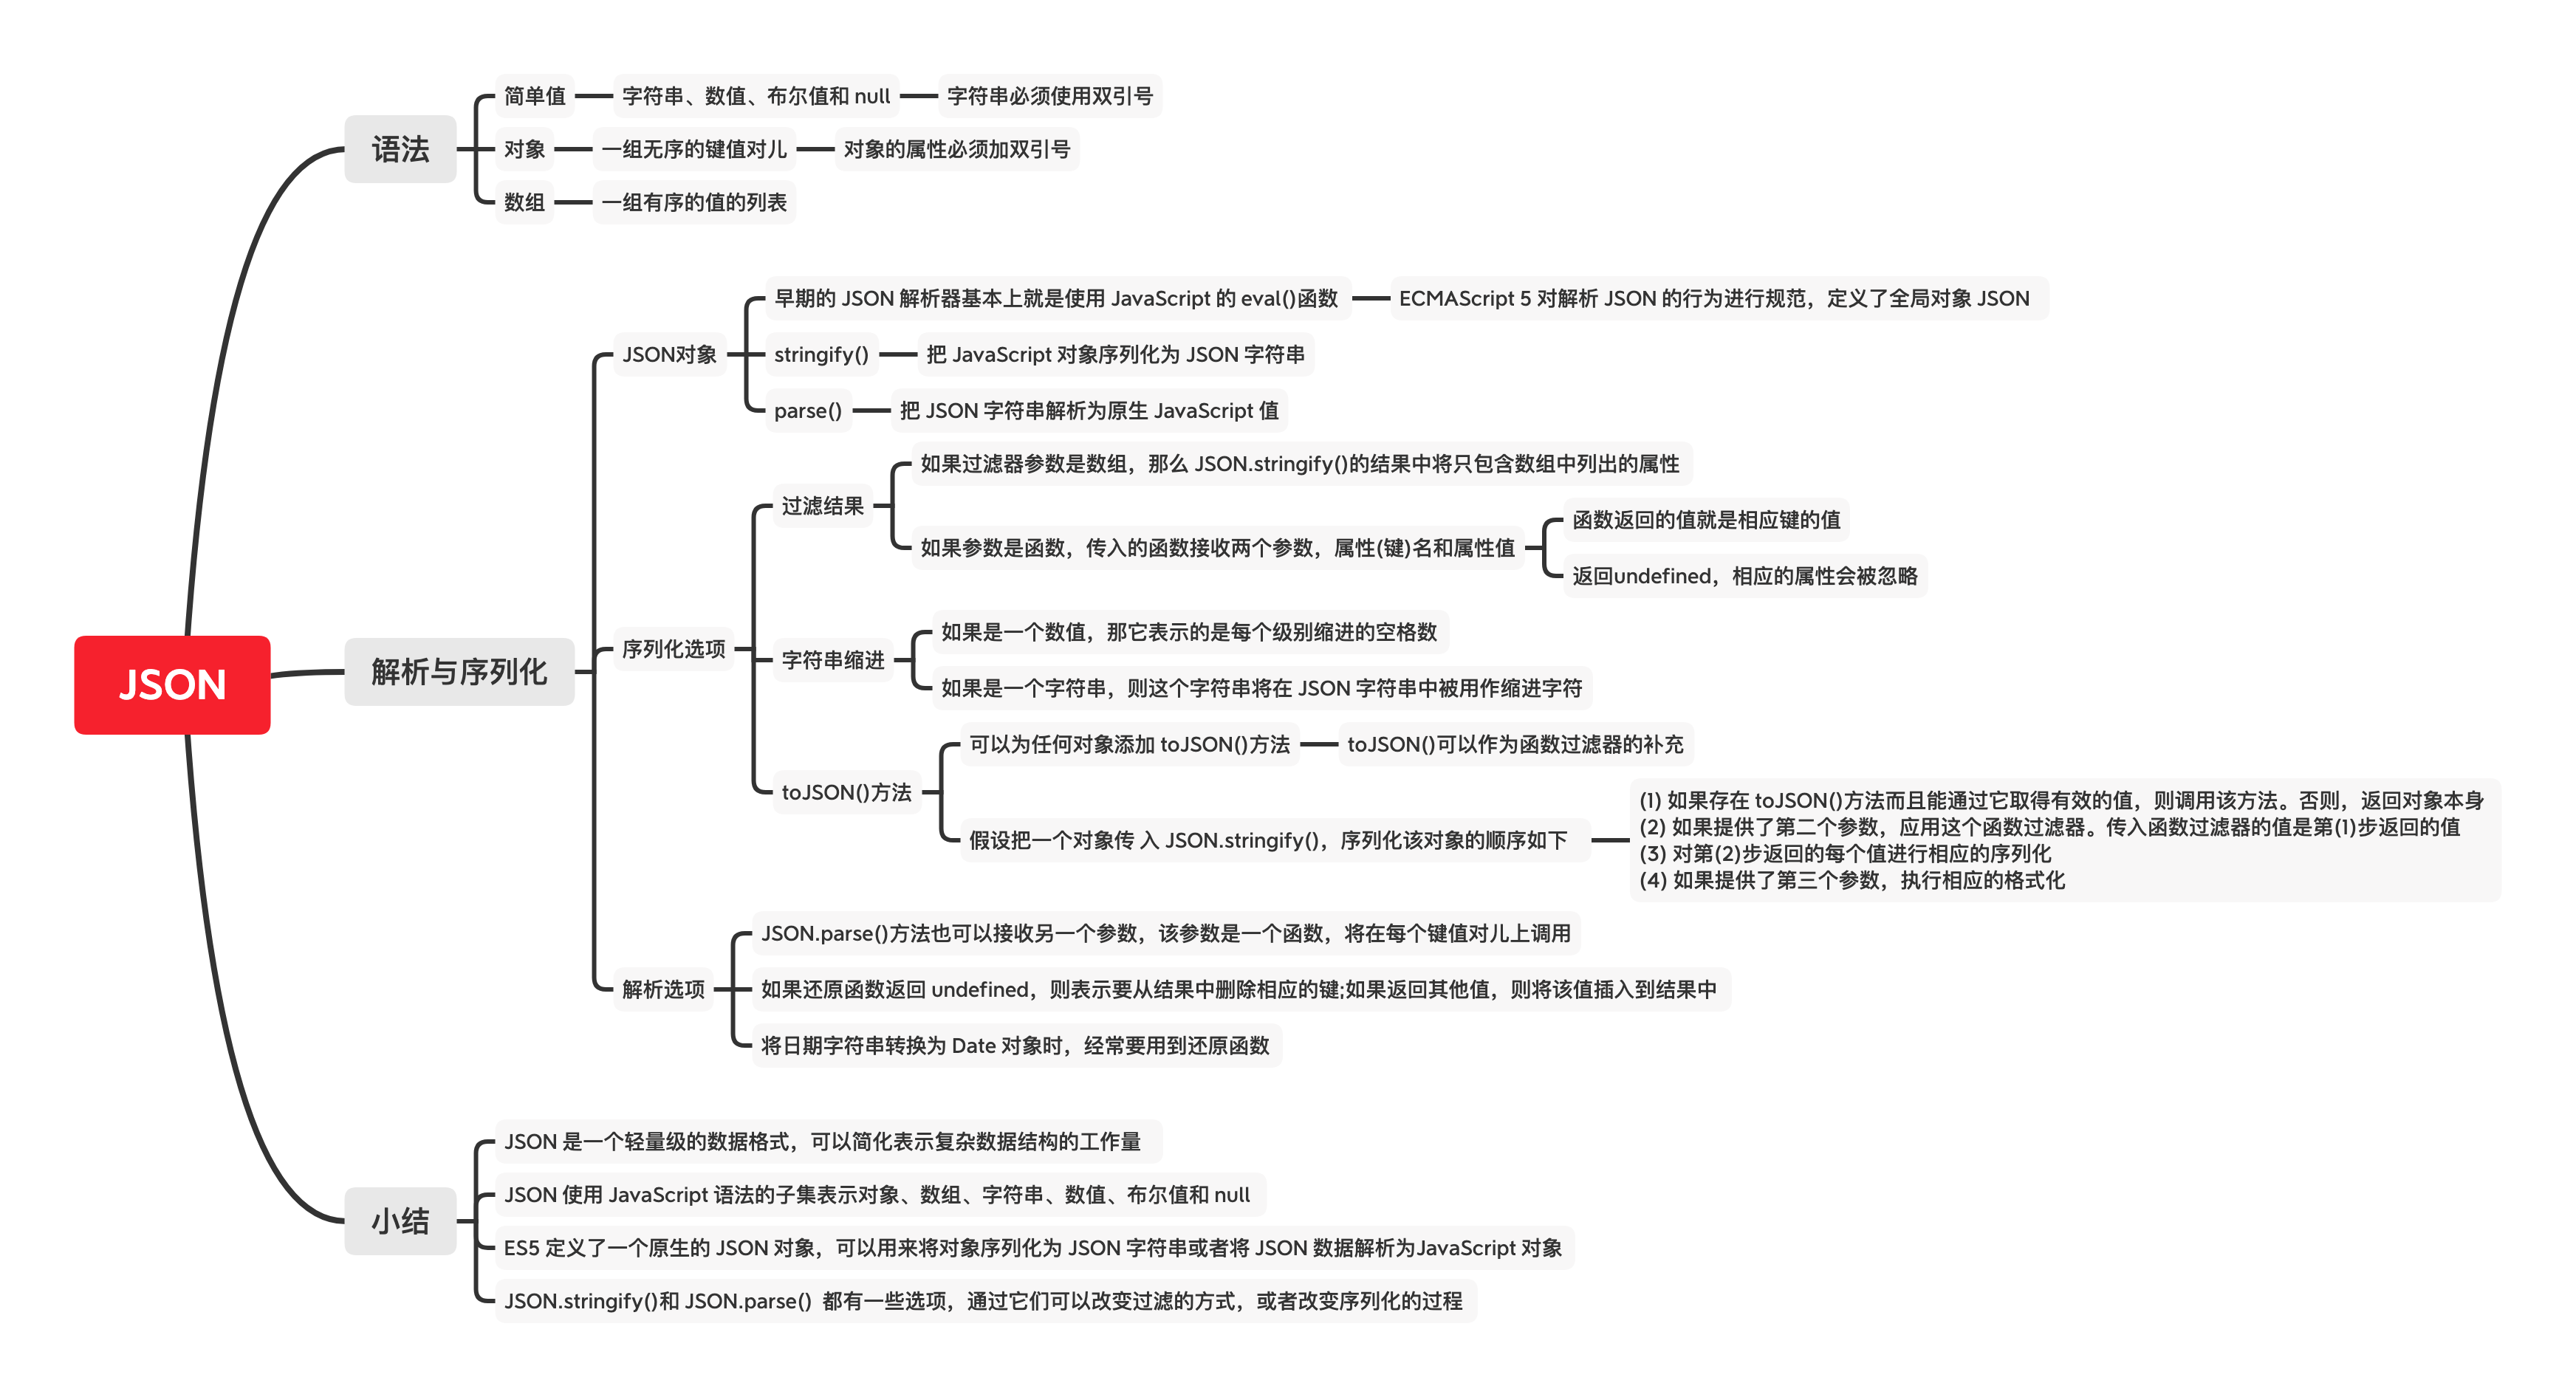 JSON
语法
简单值
字符串、数值、布尔值和 null
字符串必须使用双引号
对象
一组无序的键值对儿
对象的属性必须加双引号
数组
一组有序的值的列表
解析与序列化
JSON对象
早期的 JSON 解析器基本上就是使用 JavaScript 的 eval()函数
ECMAScript 5 对解析 JSON 的行为进行规范，定义了全局对象 JSON
stringify()
把 JavaScript 对象序列化为 JSON 字符串
parse()
把 JSON 字符串解析为原生 JavaScript 值
序列化选项
过滤结果
如果过滤器参数是数组，那么 JSON.stringify()的结果中将只包含数组中列出的属性
如果参数是函数，传入的函数接收两个参数，属性(键)名和属性值
函数返回的值就是相应键的值
返回undefined，相应的属性会被忽略
字符串缩进
如果是一个数值，那它表示的是每个级别缩进的空格数
如果是一个字符串，则这个字符串将在 JSON 字符串中被用作缩进字符
toJSON()方法
可以为任何对象添加 toJSON()方法
toJSON()可以作为函数过滤器的补充
假设把一个对象传 入 JSON.stringify()，序列化该对象的顺序如下
(1) 如果存在 toJSON()方法而且能通过它取得有效的值，则调用该方法。否则，返回对象本身
(2) 如果提供了第二个参数，应用这个函数过滤器。传入函数过滤器的值是第(1)步返回的值
(3) 对第(2)步返回的每个值进行相应的序列化
(4) 如果提供了第三个参数，执行相应的格式化
解析选项
JSON.parse()方法也可以接收另一个参数，该参数是一个函数，将在每个键值对儿上调用
如果还原函数返回 undefined，则表示要从结果中删除相应的键;如果返回其他值，则将该值插入到结果中
将日期字符串转换为 Date 对象时，经常要用到还原函数
小结
JSON 是一个轻量级的数据格式，可以简化表示复杂数据结构的工作量
JSON 使用 JavaScript 语法的子集表示对象、数组、字符串、数值、布尔值和 null
ES5 定义了一个原生的 JSON 对象，可以用来将对象序列化为 JSON 字符串或者将 JSON 数据解析为JavaScript 对象
JSON.stringify()和 JSON.parse() 都有一些选项，通过它们可以改变过滤的方式，或者改变序列化的过程